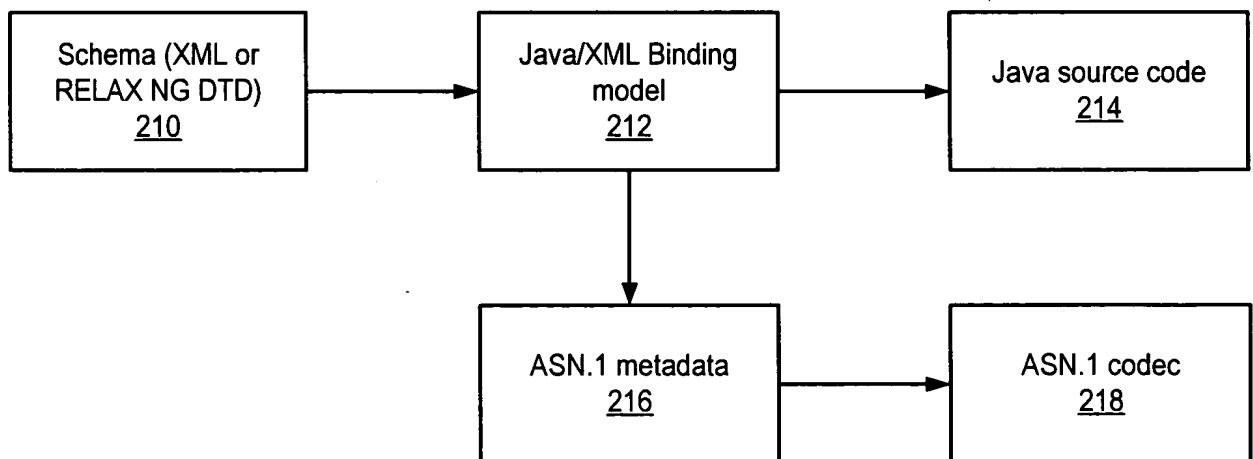 Schema (XML or
RELAX NG DTD)
210
Java/XML Binding
model
212
Java source code
214
ASN.1 metadata
216
ASN.1 codec
218